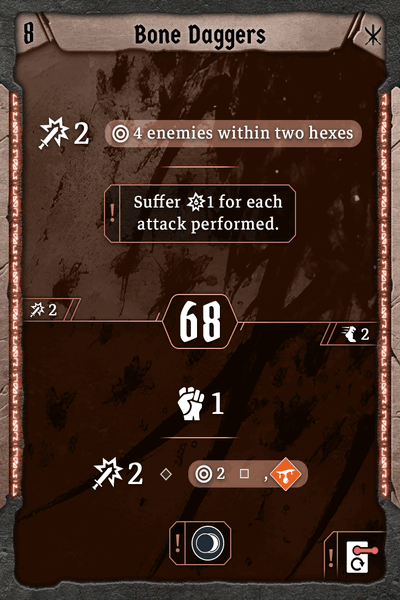 8 Bone Daggers
2 4 enemies within two hexes
! Suffer 1 for each
attack performed.
2
68
2
1
2 2 ,
!
!